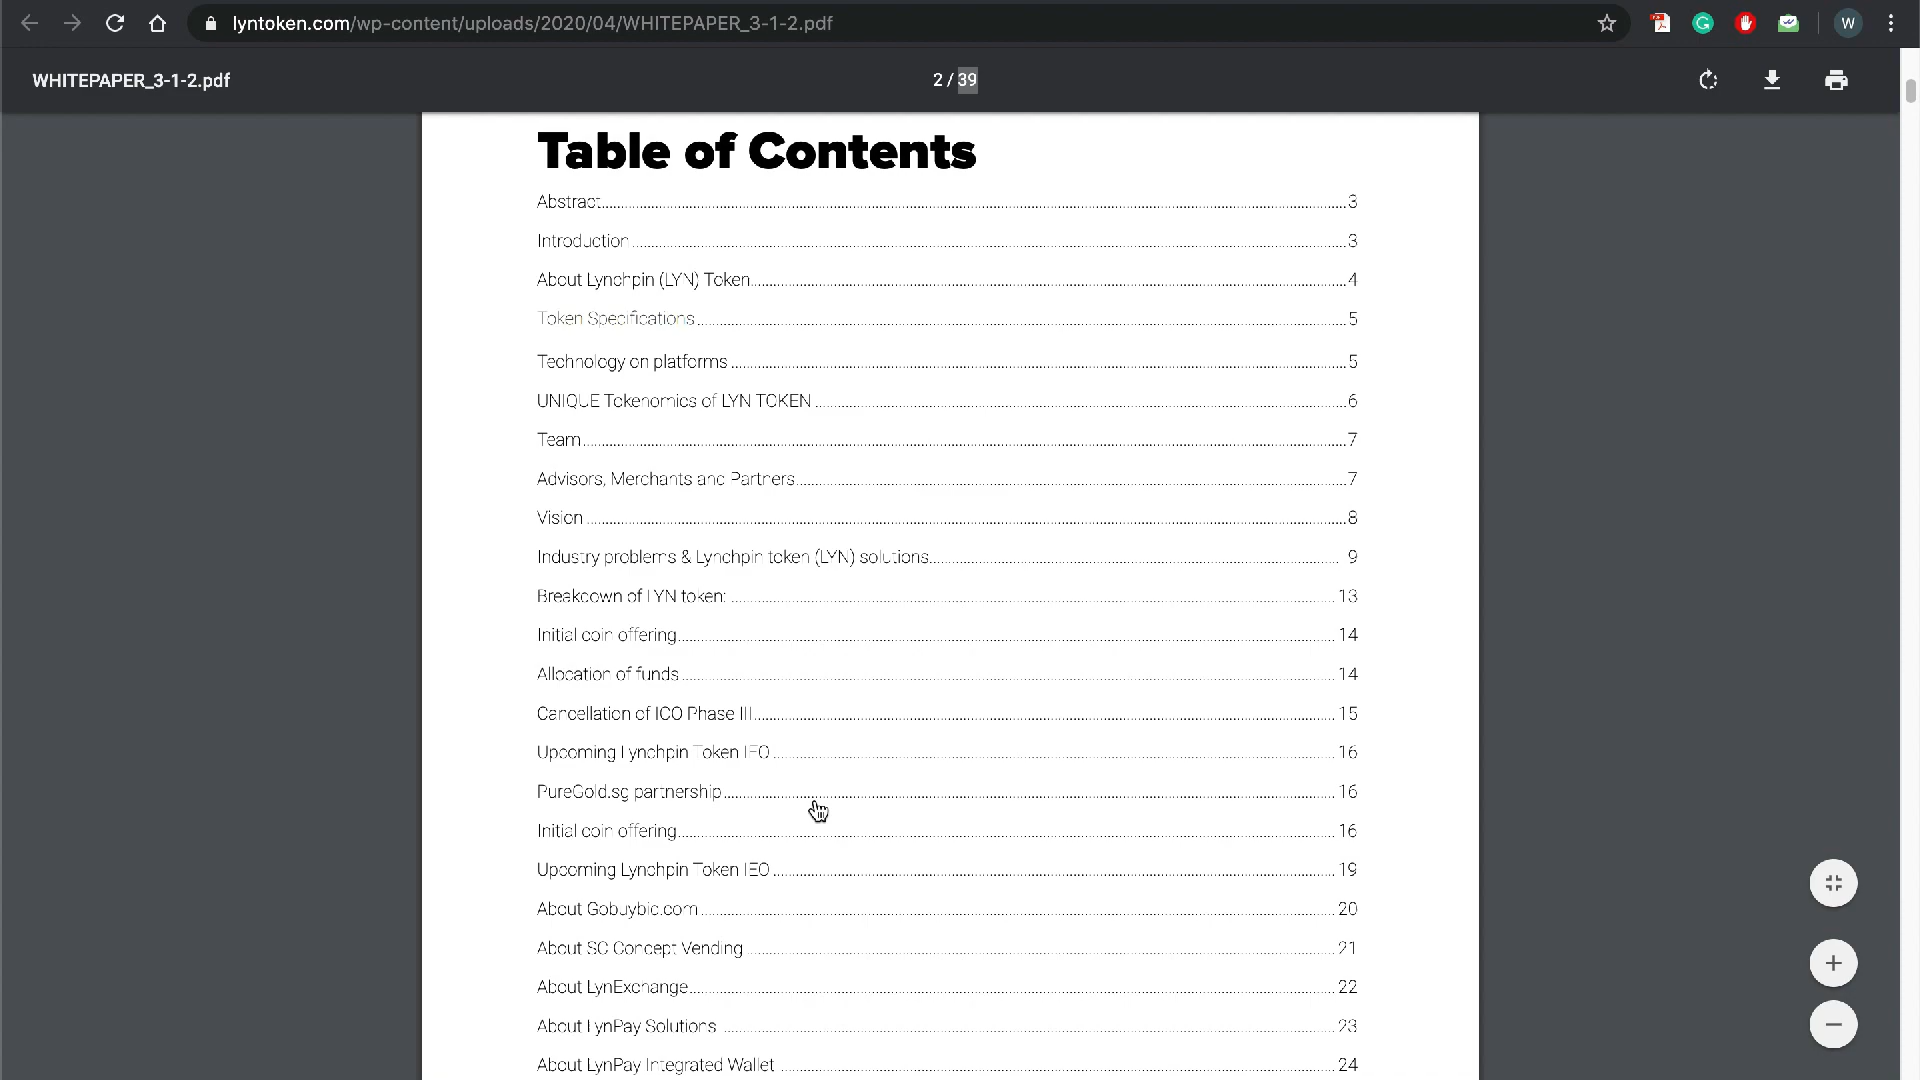 lyntoken.com/wp-content/uploads/2020/04/WHITEPAPER_3-1-2.pdf
W
WHITEPAPER_3-1-2.pdf
2 / 39
Table of Contents
Abstract 3
Introduction 3
About Lynchpin (LYN) Token 4
Token Specifications 5
Technology on platforms 5
UNIQUE Tokenomics of LYN TOKEN 6
Team 7
Advisors, Merchants and Partners 7
Vision 8
Industry problems & Lynchpin token (LYN) solutions 9
Breakdown of LYN token: 13
Initial coin offering 14
Allocation of funds 14
Cancellation of ICO Phase III 15
Upcoming Lynchpin Token IEO 16
PureGold.sg partnership 16
Initial coin offering 16
Upcoming Lynchpin Token IEO 19
About Gobuybid.com 20
About SC Concept Vending 21
About LynExchange 22
About LynPay Solutions 23
About LynPay Integrated Wallet 24